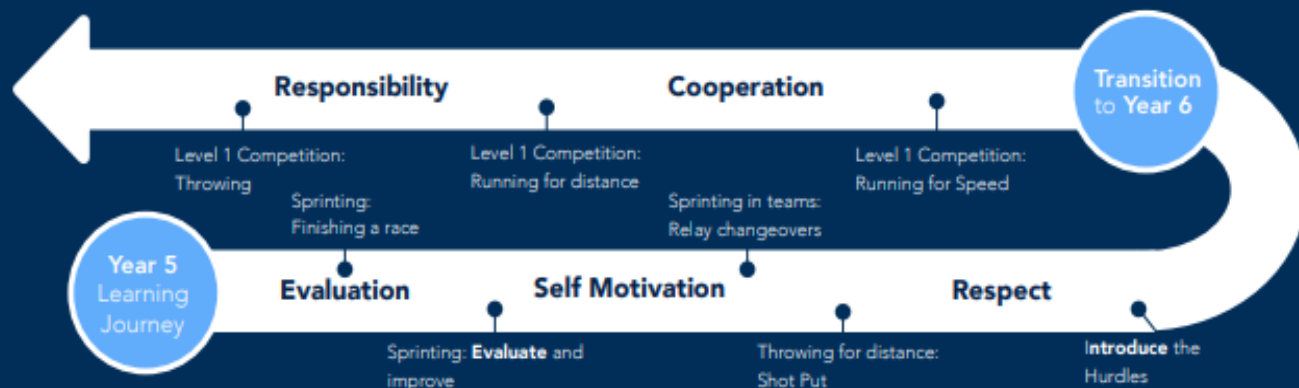 Responsibility
Cooperation
Transition
to Year 6
Level 1 Competition:
Throwing
Level 1 Competition:
Running for distance
Level 1 Competition:
Running for Speed
Sprinting:
Finishing a race
Sprinting in teams:
Relay changeovers
Year 5
Learning
Journey
Evaluation
Self Motivation
Respect
Sprinting: Evaluate and
improve
Throwing for distance:
Shot Put
Introduce the
Hurdles